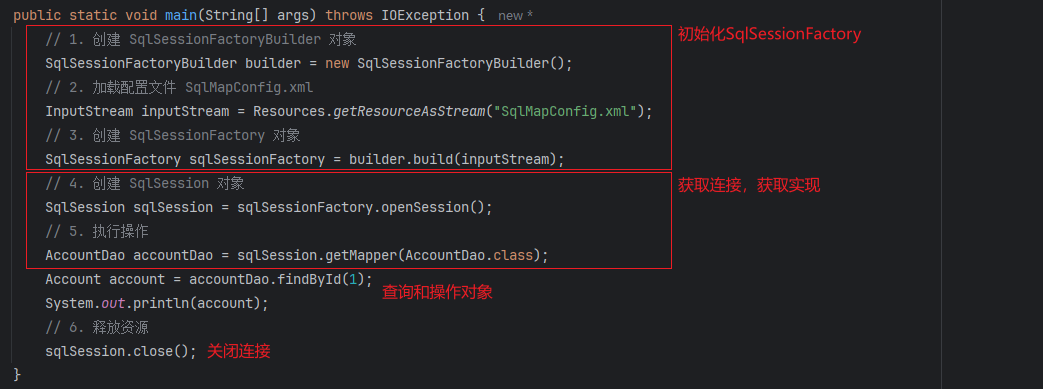 public static void main(String[] args) throws IOException { new *
// 1. 创建 SqlSessionFactoryBuilder 对象
初始化SqlSessionFactory
SqlSessionFactoryBuilder builder = new SqlSessionFactoryBuilder();
// 2. 加载配置文件 SqlMapConfig.xml
InputStream inputStream = Resources.getResourceAsStream("SqlMapConfig.xml");
// 3. 创建 SqlSessionFactory 对象
SqlSessionFactory sqlSessionFactory = builder.build(inputStream);
// 4. 创建 SqlSession 对象
获取连接，获取实现
SqlSession sqlSession = sqlSessionFactory.openSession();
// 5. 执行操作
AccountDao accountDao = sqlSession.getMapper(AccountDao.class);
Account account = accountDao.findById(1);
查询和操作对象
System.out.println(account);
// 6. 释放资源
sqlSession.close(); 关闭连接
}